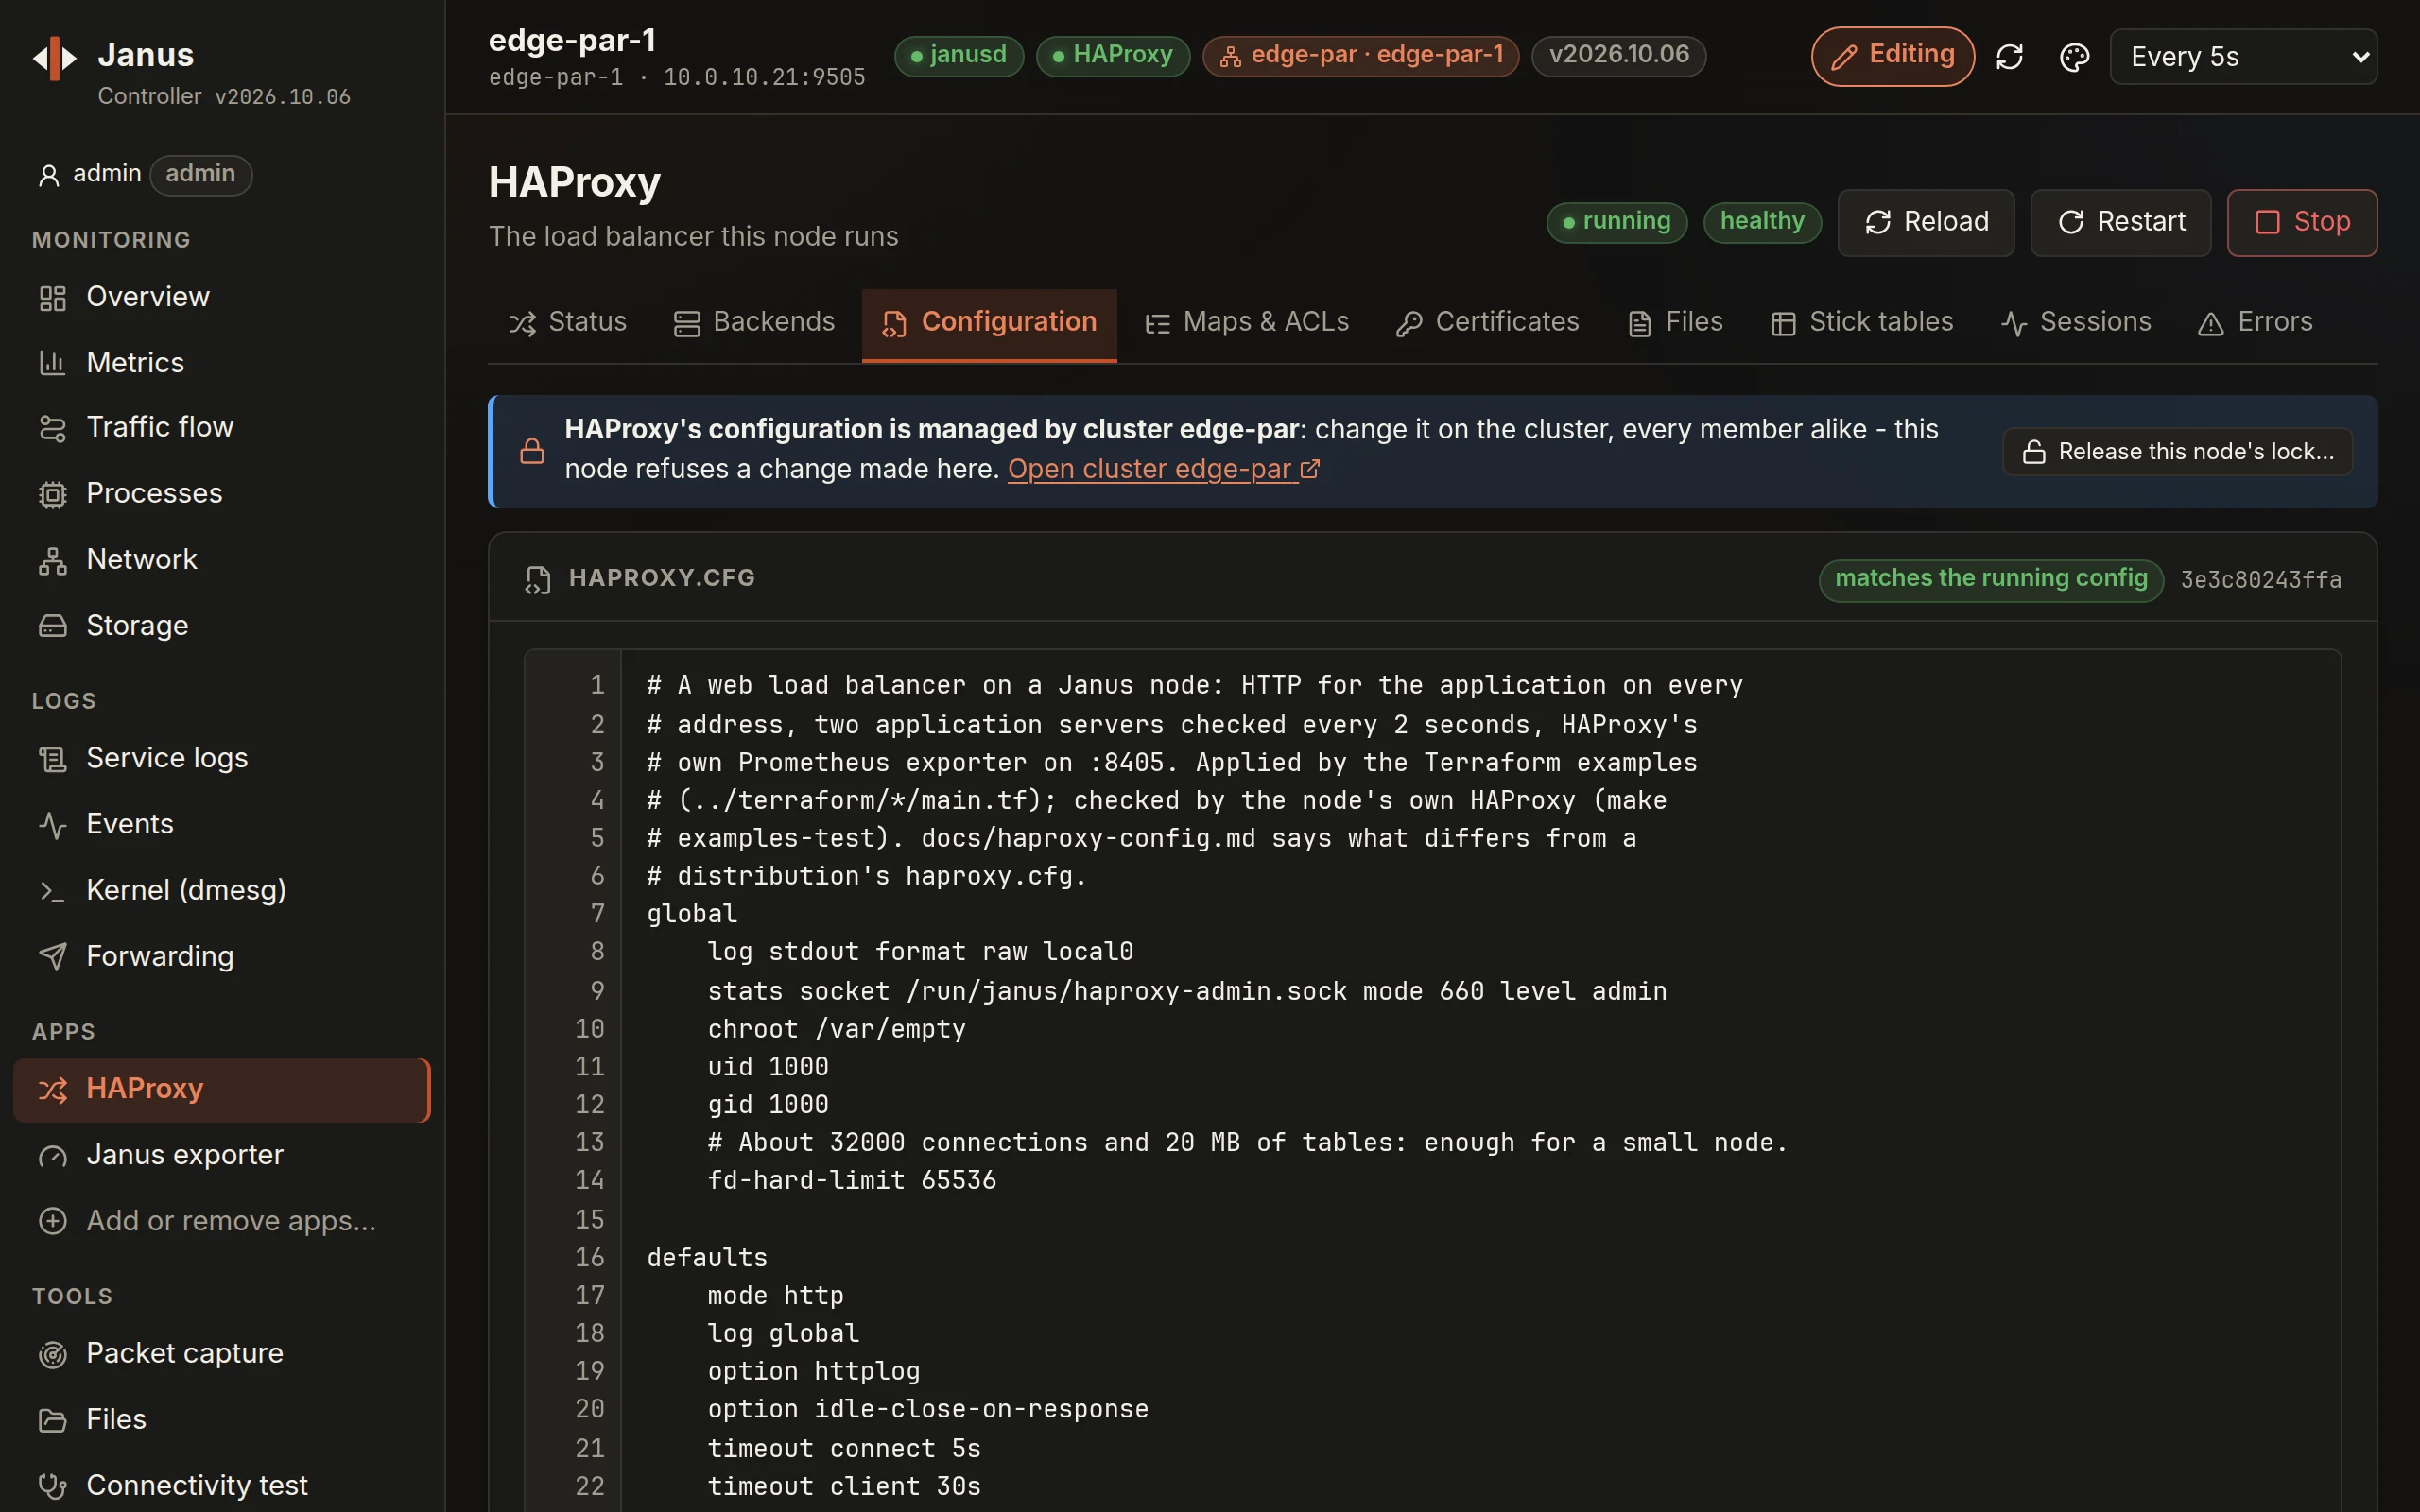 Janus
Controller v2026.10.06
admin admin
MONITORING
Overview
Metrics
Traffic flow
Processes
Network
Storage
LOGS
Service logs
Events
Kernel (dmesg)
Forwarding
APPS
HAProxy
Janus exporter
Add or remove apps...
TOOLS
Packet capture
Files
Connectivity test
edge-par-1
edge-par-1 · 10.0.10.21:9505
janusd
HAProxy
edge-par · edge-par-1
v2026.10.06
Editing
Every 5s
HAProxy
The load balancer this node runs
running
healthy
Reload
Restart
Stop
Status
Backends
Configuration
Maps & ACLs
Certificates
Files
Stick tables
Sessions
Errors
HAProxy's configuration is managed by cluster edge-par: change it on the cluster, every member alike - this
node refuses a change made here. Open cluster edge-par
Release this node's lock...
HAPROXY.CFG
matches the running config
3e3c80243ffa
1 # A web load balancer on a Janus node: HTTP for the application on every
2 # address, two application servers checked every 2 seconds, HAProxy's
3 # own Prometheus exporter on :8405. Applied by the Terraform examples
4 # (../terraform/*/main.tf); checked by the node's own HAProxy (make
5 # examples-test). docs/haproxy-config.md says what differs from a
6 # distribution's haproxy.cfg.
7 global
8     log stdout format raw local0
9     stats socket /run/janus/haproxy-admin.sock mode 660 level admin
10     chroot /var/empty
11     uid 1000
12     gid 1000
13     # About 32000 connections and 20 MB of tables: enough for a small node.
14     fd-hard-limit 65536
15
16 defaults
17     mode http
18     log global
19     option httplog
20     option idle-close-on-response
21     timeout connect 5s
22     timeout client 30s